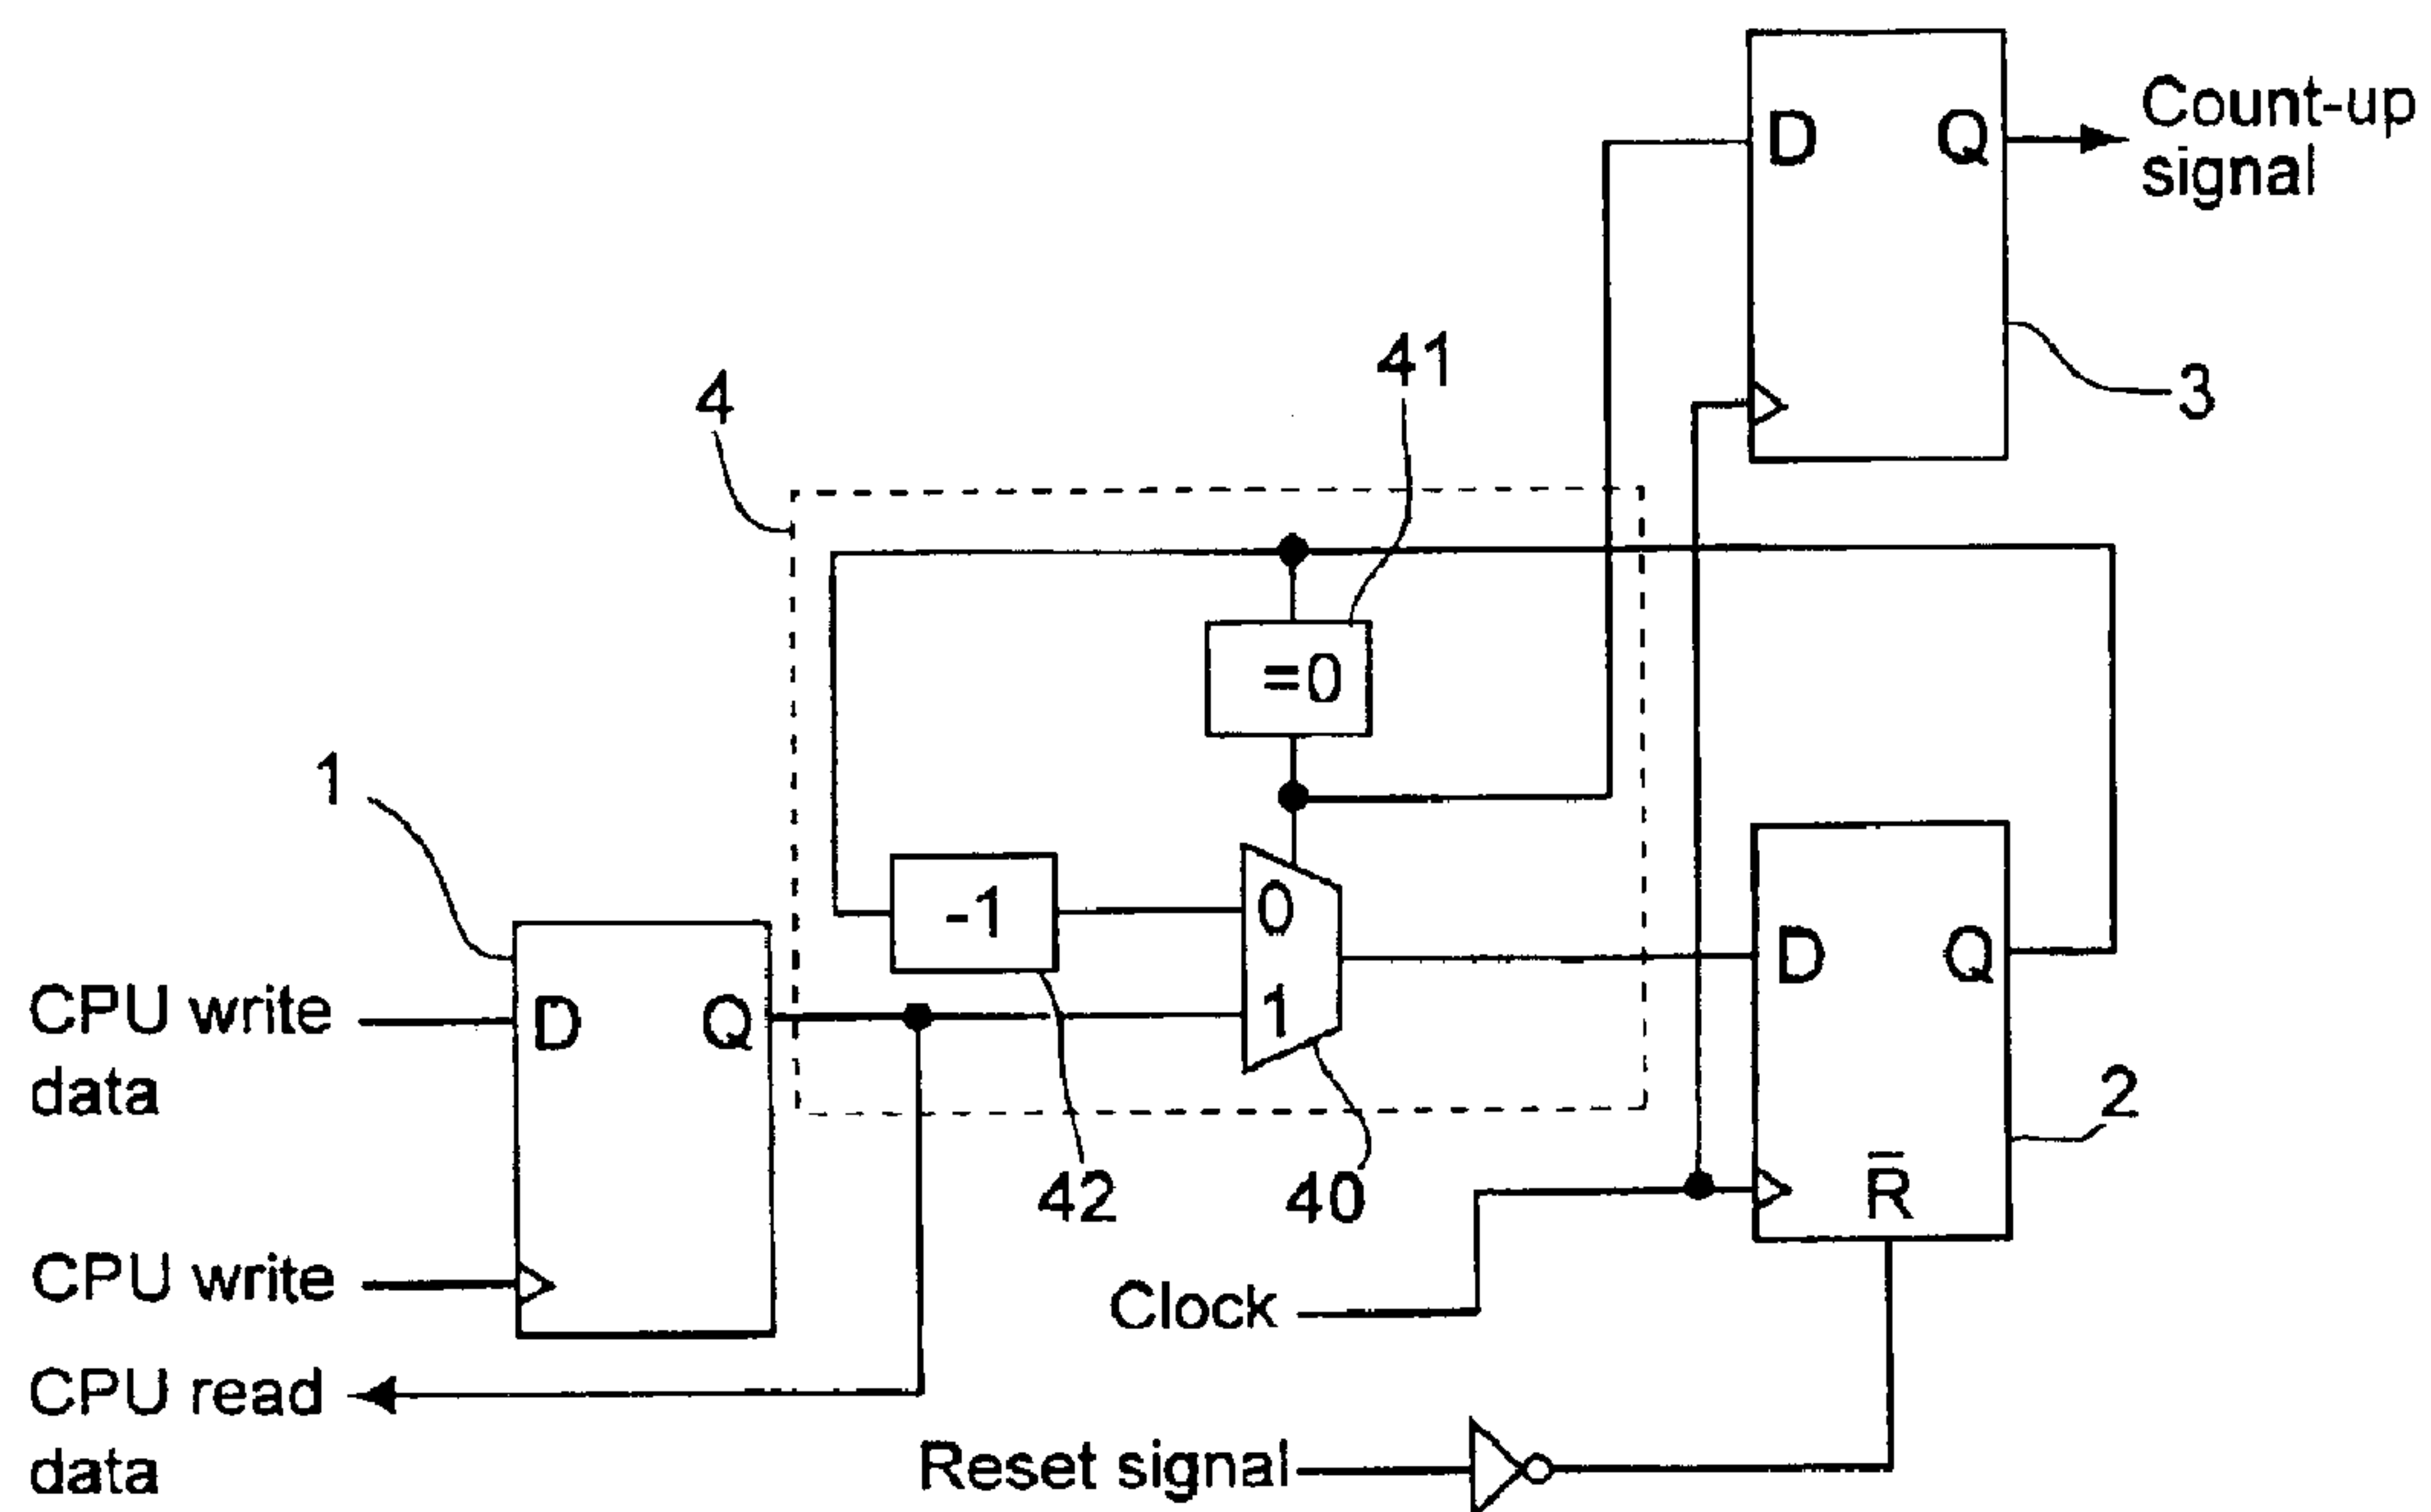 D Q
Count-up
signal
3
41
4
=0
1
-1
0
1
D Q
CPU write
data
D Q
2
R̅
42
40
CPU write
Clock
CPU read
data
Reset signal